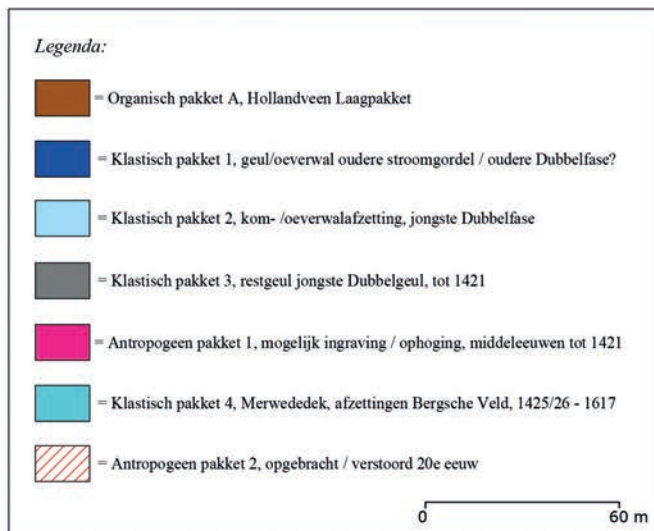 Legenda:
= Organisch pakket A, Hollandveen Laagpakket
= Klastisch pakket 1, geul/oeverwal oudere stroomgordel / oudere Dubbelfase?
= Klastisch pakket 2, kom- /oeverwalafzetting, jongste Dubbelfase
= Klastisch pakket 3, restgeul jongste Dubbelgeul, tot 1421
= Antropogeen pakket 1, mogelijk ingraving / ophoging, middeleeuwen tot 1421
= Klastisch pakket 4, Merwededek, afzettingen Bergsche Veld, 1425/26 - 1617
= Antropogeen pakket 2, opgebracht / verstoord 20e eeuw
0 60 m